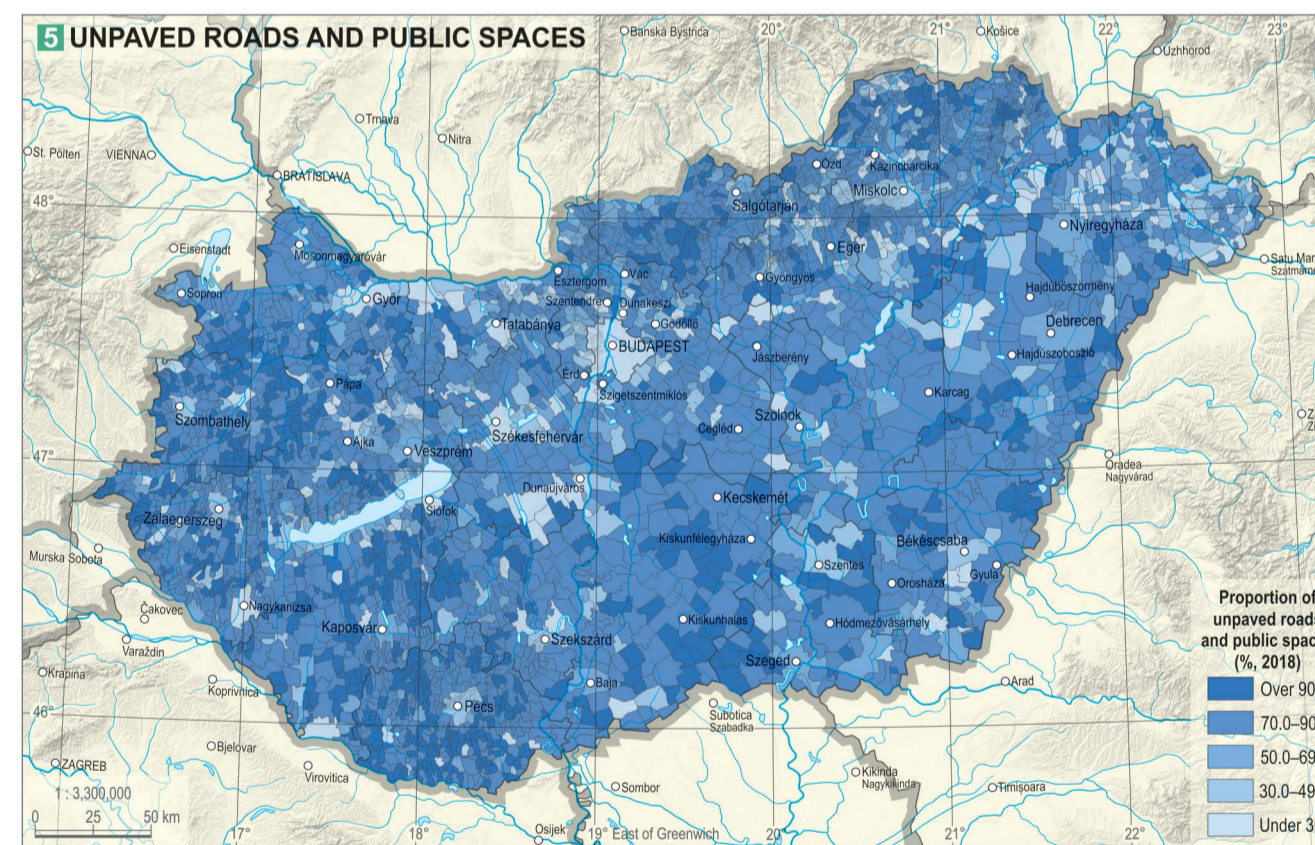 5 UNPAVED ROADS AND PUBLIC SPACES
20°
21°
22°
23°
Banská Bystrica
Košice
Uzhhorod
Trnava
Nitra
St. Pölten
VIENNA
BRATISLAVA
Ózd
Kazincbarcika
Miskolc
Salgótarján
48°
Nyíregyháza
Eisenstadt
Mosonmagyaróvár
Eger
Satu Mar
Szatmárn
Sopron
Győr
Esztergom
Vác
Gyöngyös
Hajdúböszörmény
Szentendre
Dunakeszi
Tatabánya
Gödöllő
Debrecen
BUDAPEST
Jászberény
Hajdúszoboszló
Érd
Pápa
Szigetszentmiklós
Karcag
Szombathely
Székesfehérvár
Cegléd
Szolnok
Ajka
Veszprém
47°
Oradea
Nagyvárad
Dunaújváros
Kecskemét
Siófok
Zalaegerszeg
Kiskunfélegyháza
Békéscsaba
Murska Sobota
Szentes
Gyula
Orosháza
Čakovec
Nagykanizsa
Kaposvár
Szekszárd
Kiskunhalas
Hódmezővásárhely
Varaždin
Szeged
Krapina
Koprivnica
Baja
Arad
46°
Pécs
Subotica
Szabadka
Bjelovar
ZAGREB
Virovitica
Kikinda
Nagykikinda
Sombor
Timișoara
1 : 3,300,000
0 25 50 km
Osijek
17°
18°
19° East of Greenwich
20°
21°
22°
Proportion of
unpaved road
and public spac
(%, 2018)
Over 90
70.0–90
50.0–69
30.0–49
Under 3